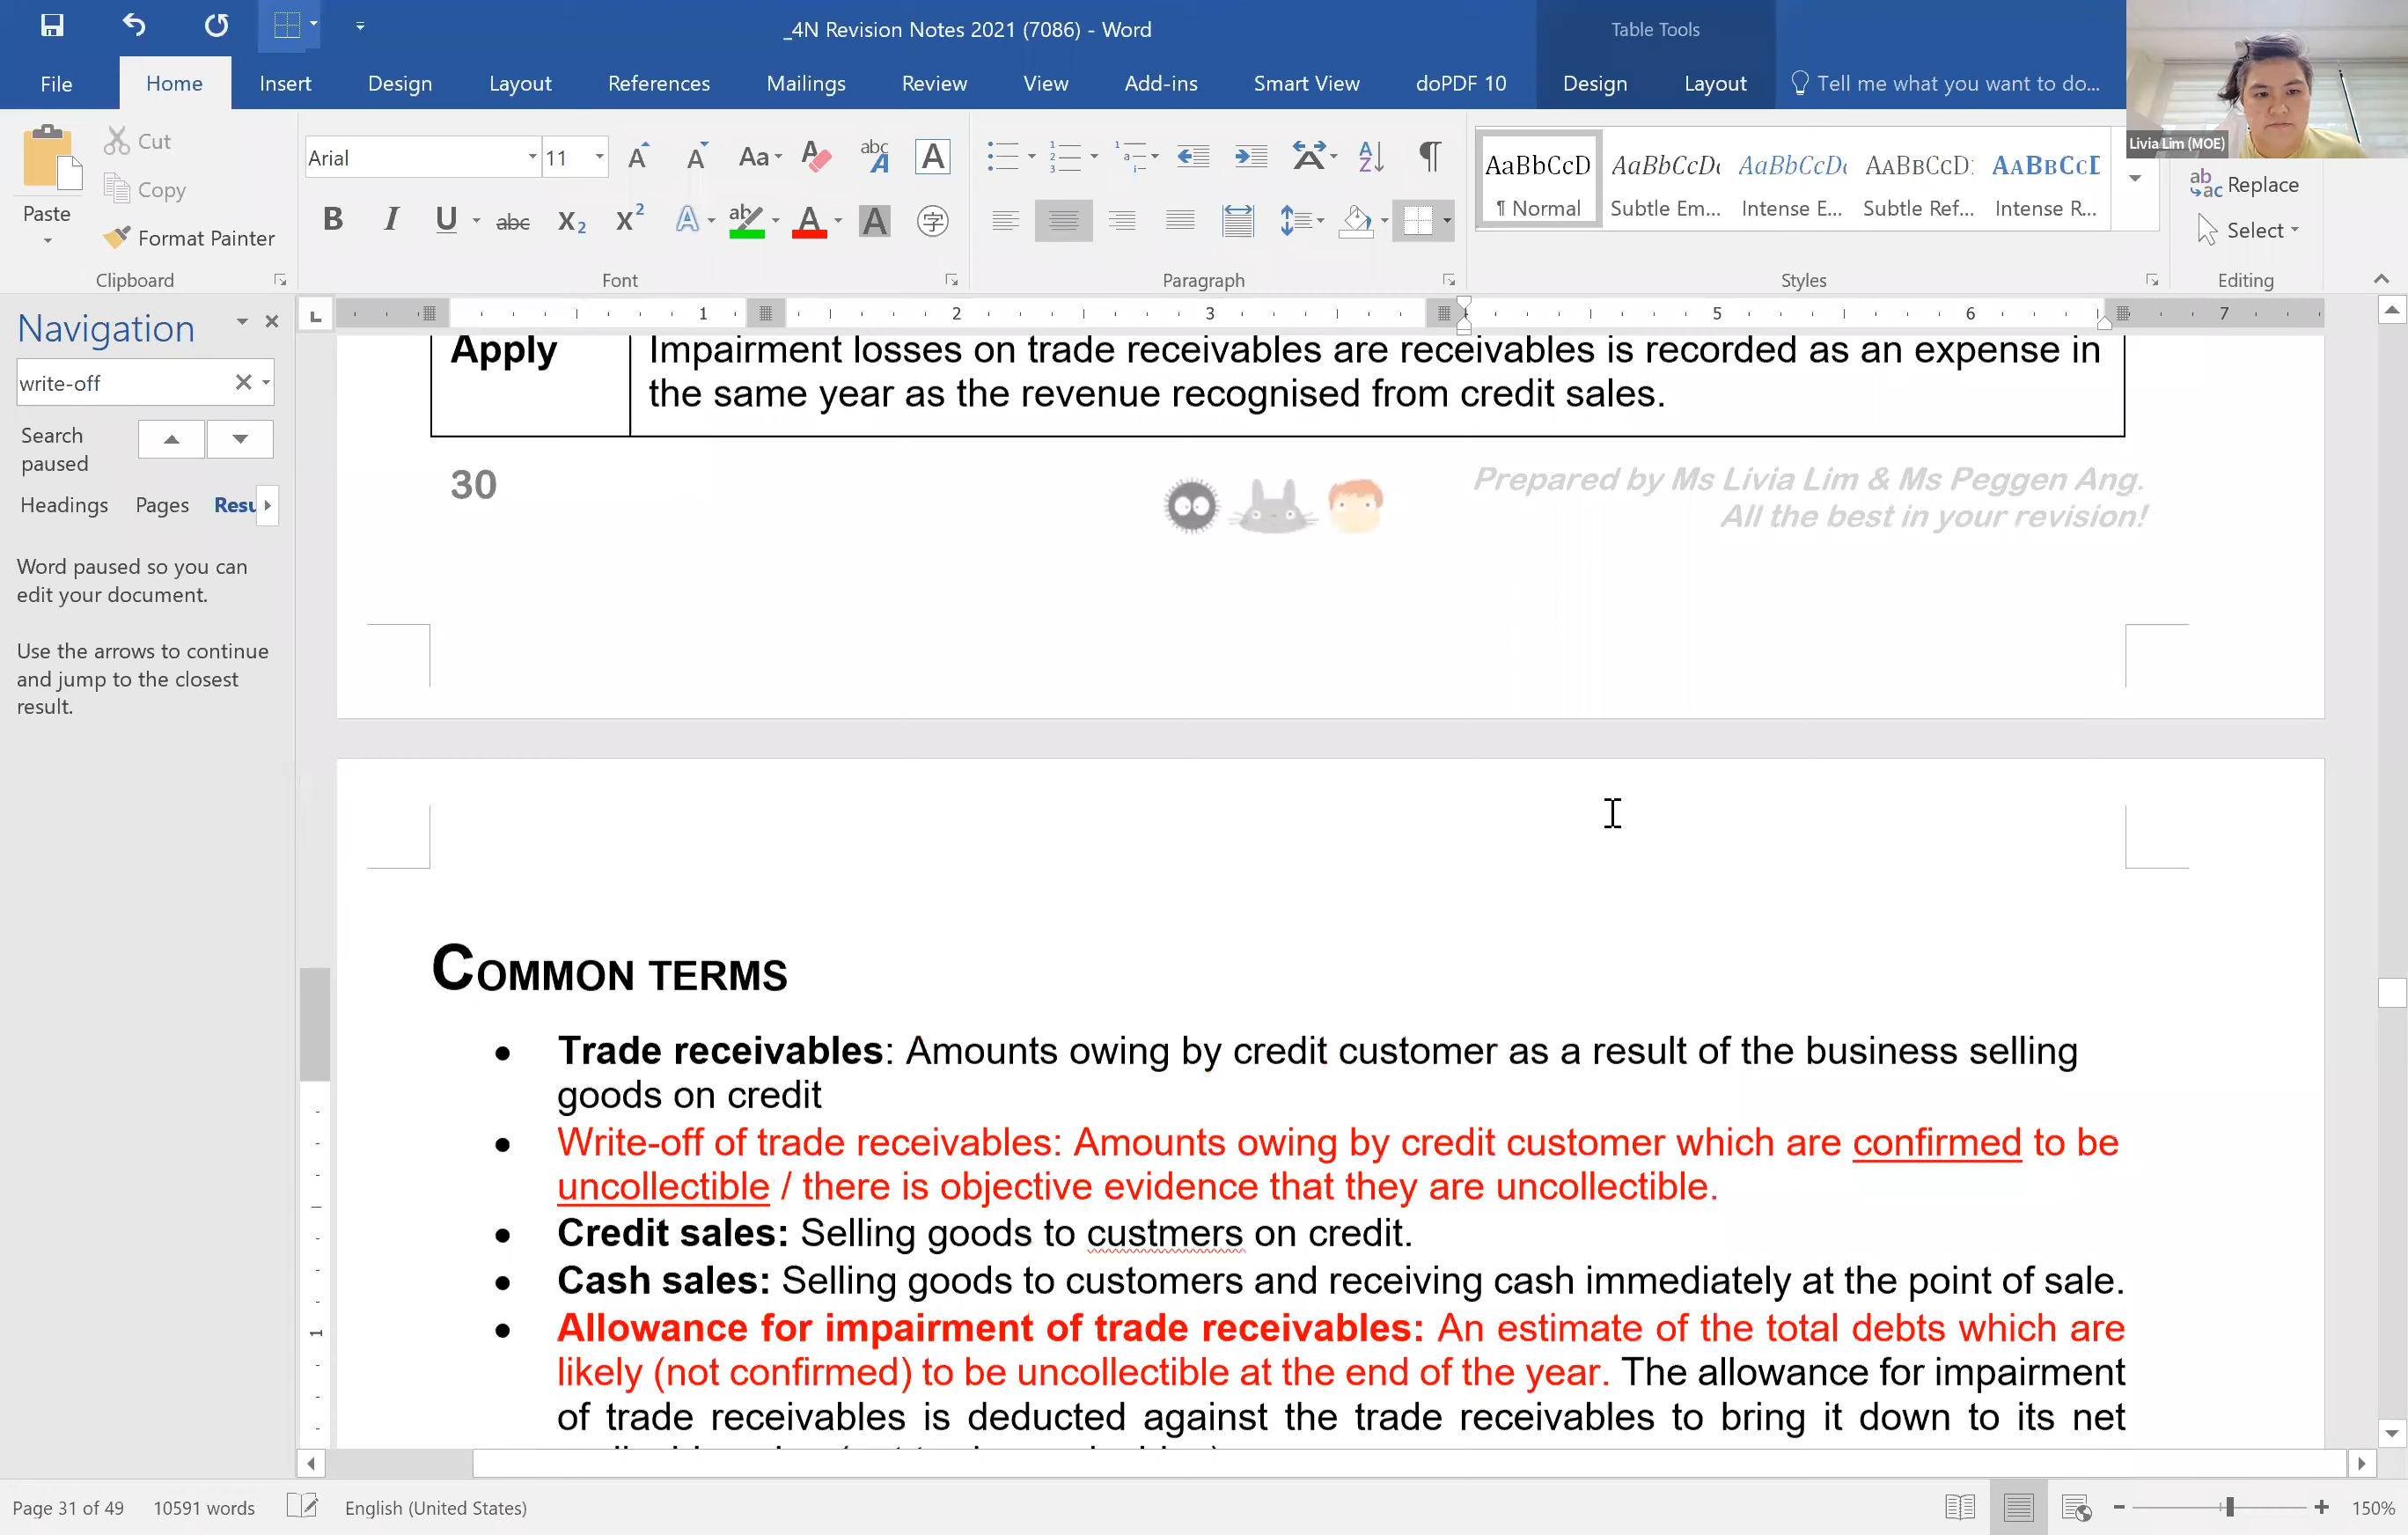 _4N Revision Notes 2021 (7086) - Word
Table Tools
File Home Insert Design Layout References Mailings Review View Add-ins Smart View doPDF 10 Design Layout Tell me what you want to do...
Livia Lim (MOE)
Paste
Cut
Copy
Format Painter
Clipboard
Arial 11
Font
Paragraph
AaBbCcD AaBbCcDc AaBbCcDc AABBCCD AABBCCD
¶ Normal Subtle Em... Intense E... Subtle Ref... Intense R...
Styles
Replace
Select
Editing
Navigation
write-off
Search
paused
Headings Pages Resu
Word paused so you can
edit your document.
Use the arrows to continue
and jump to the closest
result.
1 2 3 5 6 7
Apply Impairment losses on trade receivables are receivables is recorded as an expense in
the same year as the revenue recognised from credit sales.
30
Prepared by Ms Livia Lim & Ms Peggen Ang.
All the best in your revision!
COMMON TERMS
• Trade receivables: Amounts owing by credit customer as a result of the business selling
goods on credit
• Write-off of trade receivables: Amounts owing by credit customer which are confirmed to be
uncollectible / there is objective evidence that they are uncollectible.
• Credit sales: Selling goods to custmers on credit.
• Cash sales: Selling goods to customers and receiving cash immediately at the point of sale.
• Allowance for impairment of trade receivables: An estimate of the total debts which are
likely (not confirmed) to be uncollectible at the end of the year. The allowance for impairment
of trade receivables is deducted against the trade receivables to bring it down to its net
Page 31 of 49 10591 words English (United States) 150%